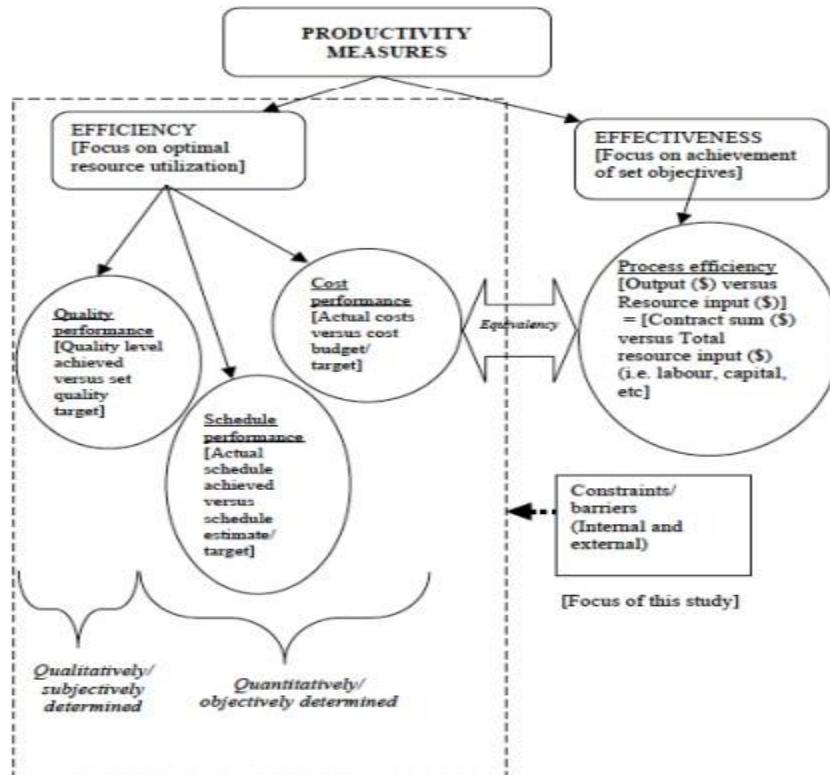 PRODUCTIVITY
MEASURES
EFFICIENCY
[Focus on optimal
resource utilization]
EFFECTIVENESS
[Focus on achievement
of set objectives]
Quality
performance
[Quality level
achieved
versus set
quality
target]
Schedule
performance
[Actual
schedule
achieved
versus
schedule
estimate/
target]
Cost
performance
[Actual costs
versus cost
budget/
target]
Equivalency
Process efficiency
[Output ($) versus
Resource input ($)]
= [Contract sum ($)
versus Total
resource input ($)
(i.e. labour, capital,
etc]
Constraints/
barriers
(Internal and
external)
[Focus of this study]
Qualitatively/
subjectively
determined
Quantitatively/
objectively determined